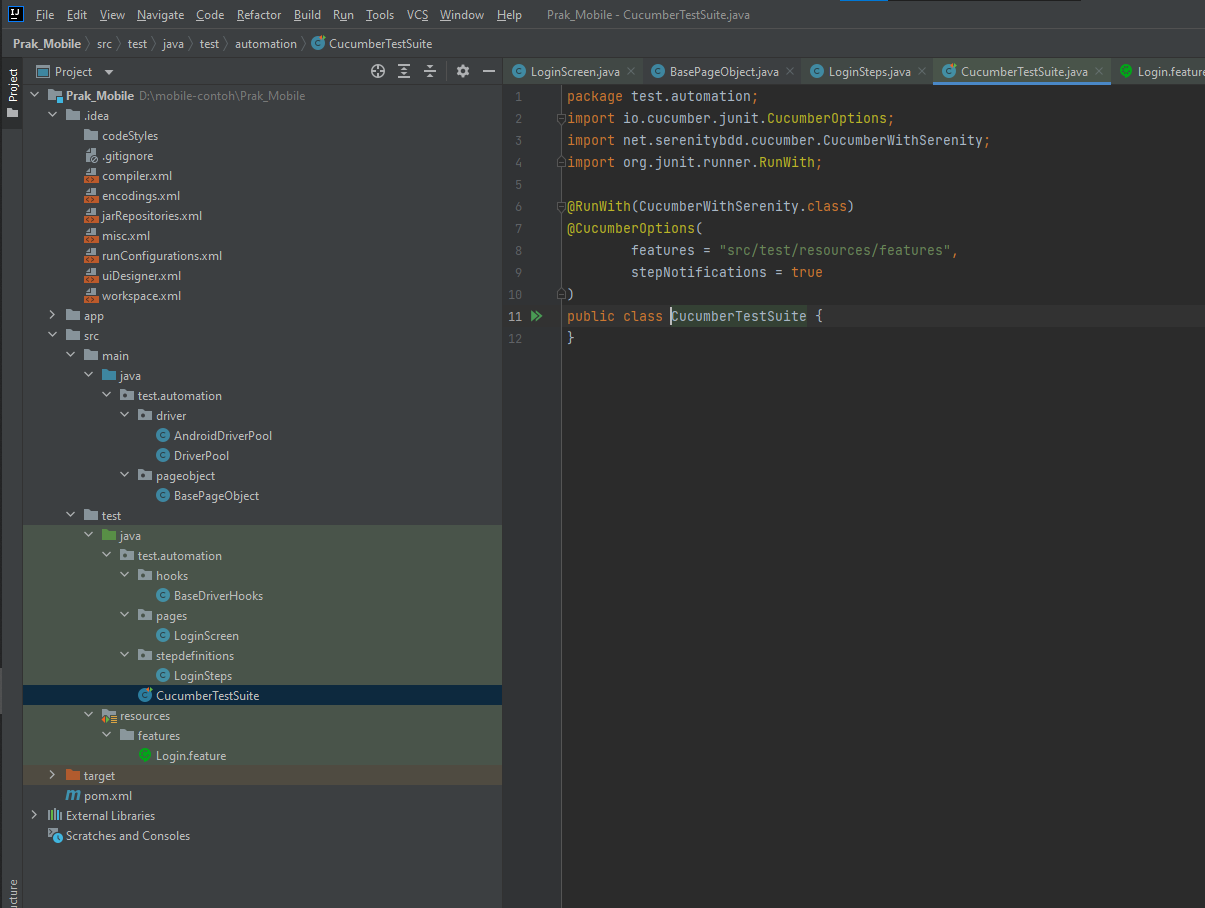 File Edit View Navigate Code Refactor Build Run Tools VCS Window Help Prak_Mobile - CucumberTestSuite.java
Prak_Mobile src test java test automation CucumberTestSuite
Project
Project
Prak_Mobile D:\mobile-contoh\Prak_Mobile
.idea
codeStyles
.gitignore
compiler.xml
encodings.xml
jarRepositories.xml
misc.xml
runConfigurations.xml
uiDesigner.xml
workspace.xml
app
src
main
java
test.automation
driver
AndroidDriverPool
DriverPool
pageobject
BasePageObject
test
java
test.automation
hooks
BaseDriverHooks
pages
LoginScreen
stepdefinitions
LoginSteps
CucumberTestSuite
resources
features
Login.feature
target
pom.xml
External Libraries
Scratches and Consoles
LoginScreen.java BasePageObject.java LoginSteps.java CucumberTestSuite.java Login.feature
1 package test.automation;
2 import io.cucumber.junit.CucumberOptions;
3 import net.serenitybdd.cucumber.CucumberWithSerenity;
4 import org.junit.runner.RunWith;
5
6 @RunWith(CucumberWithSerenity.class)
7 @CucumberOptions(
8 features = "src/test/resources/features",
9 stepNotifications = true
10 )
11 public class CucumberTestSuite {
12 }